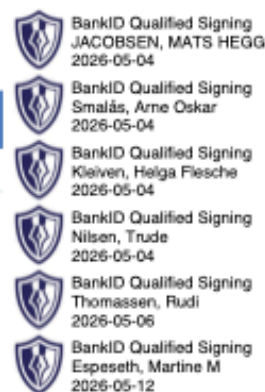 BankID Qualified Signing
JACOBSEN, MATS HEGG
2026-05-04
BankID Qualified Signing
Smalås, Arne Oskar
2026-05-04
BankID Qualified Signing
Kleiven, Helga Flesche
2026-05-04
BankID Qualified Signing
Nilsen, Trude
2026-05-04
BankID Qualified Signing
Thomassen, Rudi
2026-05-06
BankID Qualified Signing
Espeseth, Martine M
2026-05-12